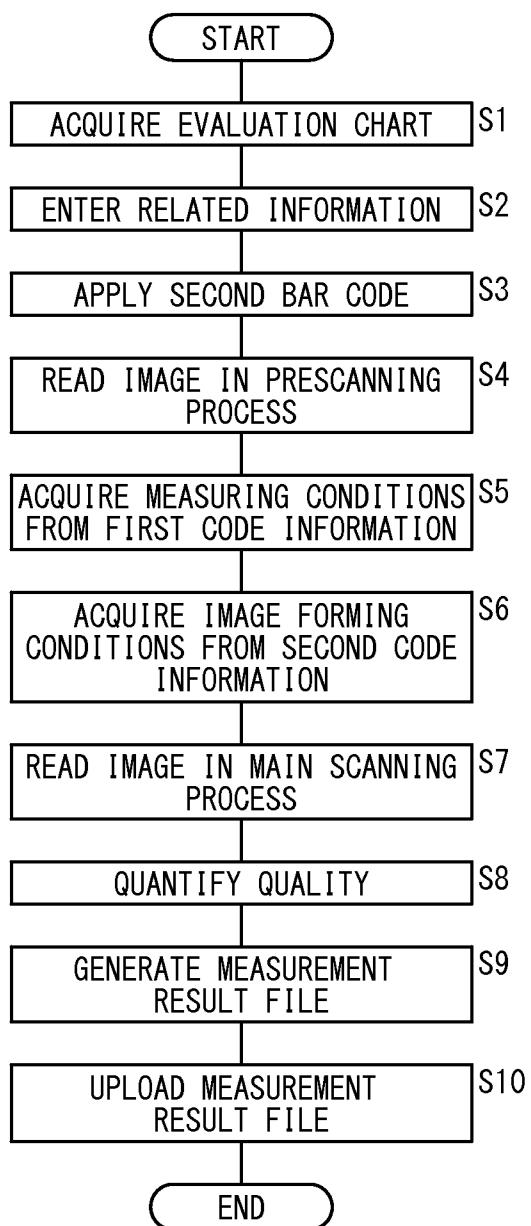 START
ACQUIRE EVALUATION CHART S1
ENTER RELATED INFORMATION S2
APPLY SECOND BAR CODE S3
READ IMAGE IN PRESCANNING S4
PROCESS
ACQUIRE MEASURING CONDITIONS S5
FROM FIRST CODE INFORMATION
ACQUIRE IMAGE FORMING S6
CONDITIONS FROM SECOND CODE
INFORMATION
READ IMAGE IN MAIN SCANNING S7
PROCESS
QUANTIFY QUALITY S8
GENERATE MEASUREMENT S9
RESULT FILE
UPLOAD MEASUREMENT S10
RESULT FILE
END